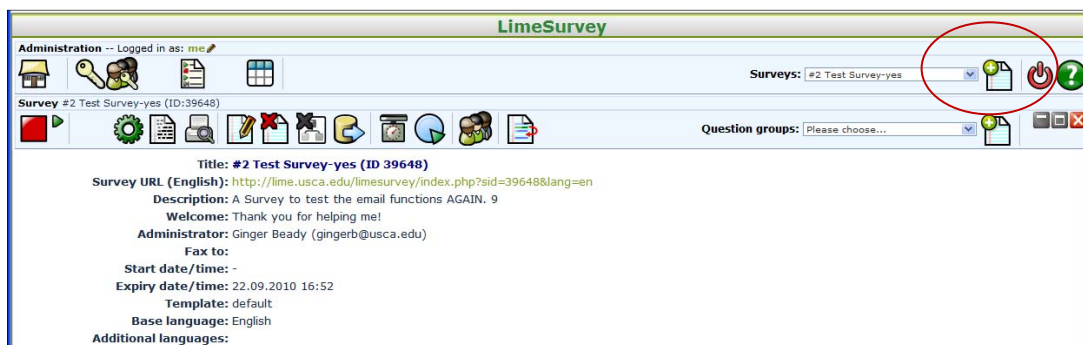 LimeSurvey
Administration -- Logged in as: me
Surveys: #2 Test Survey-yes
Survey #2 Test Survey-yes (ID:39648)
Question groups: Please choose...
Title: #2 Test Survey-yes (ID 39648)
Survey URL (English): http://lime.usca.edu/limesurvey/index.php?sid=39648&lang=en
Description: A Survey to test the email functions AGAIN. 9
Welcome: Thank you for helping me!
Administrator: Ginger Beady (gingerb@usca.edu)
Fax to:
Start date/time: -
Expiry date/time: 22.09.2010 16:52
Template: default
Base language: English
Additional languages: